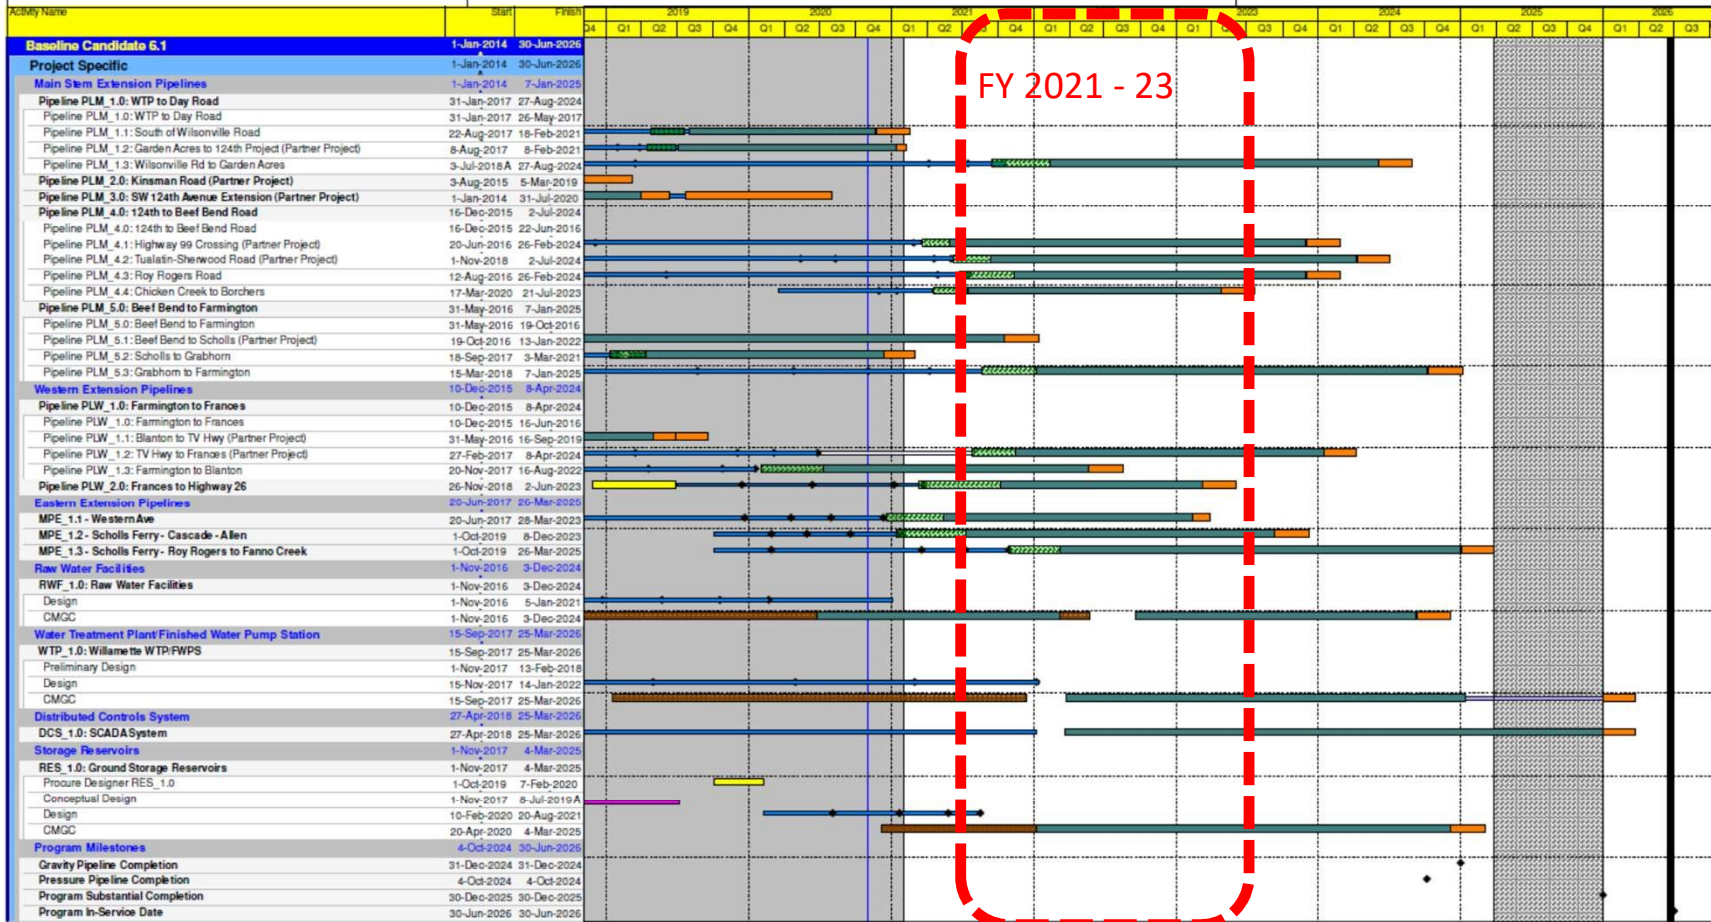 Activity Name Start Finish 2019 2020 2021 2023 2024 2025 2026
Q4 Q1 Q2 Q3 Q4 Q1 Q2 Q3 Q4 Q1 Q2 Q3 Q4 Q1 Q2 Q3 Q4 Q1 Q2 Q3 Q4 Q1 Q2 Q3 Q4 Q1 Q2 Q3 Q4 Q1 Q2 Q3
Baseline Candidate 6.1 1-Jan-2014 30-Jun-2026
Project Specific 1-Jan-2014 30-Jun-2026
Main Stem Extension Pipelines 1-Jan-2014 7-Jan-2025
FY 2021 - 23
Pipeline PLM_1.0: WTP to Day Road 31-Jan-2017 27-Aug-2024
Pipeline PLM_1.0: WTP to Day Road 31-Jan-2017 26-May-2017
Pipeline PLM_1.1: South of Wilsonville Road 22-Aug-2017 18-Feb-2021
Pipeline PLM_1.2: Garden Acres to 124th Project (Partner Project) 8-Aug-2017 8-Feb-2021
Pipeline PLM_1.3: Wilsonville Rd to Garden Acres 3-Jul-2018 A 27-Aug-2024
Pipeline PLM_2.0: Kinsman Road (Partner Project) 3-Aug-2015 5-Mar-2019
Pipeline PLM_3.0: SW 124th Avenue Extension (Partner Project) 1-Jan-2014 31-Jul-2020
Pipeline PLM_4.0: 124th to Beef Bend Road 16-Dec-2015 2-Jul-2024
Pipeline PLM_4.0: 124th to Beef Bend Road 16-Dec-2015 22-Jun-2016
Pipeline PLM_4.1: Highway 99 Crossing (Partner Project) 20-Jun-2016 26-Feb-2024
Pipeline PLM_4.2: Tualatin-Sherwood Road (Partner Project) 1-Nov-2018 2-Jul-2024
Pipeline PLM_4.3: Roy Rogers Road 12-Aug-2016 26-Feb-2024
Pipeline PLM_4.4: Chicken Creek to Borchers 17-Mar-2020 21-Jul-2023
Pipeline PLM_5.0: Beef Bend to Farmington 31-May-2016 7-Jan-2025
Pipeline PLM_5.0: Beef Bend to Farmington 31-May-2016 19-Oct-2016
Pipeline PLM_5.1: Beef Bend to Scholls (Partner Project) 19-Oct-2016 13-Jan-2022
Pipeline PLM_5.2: Scholls to Grabhorn 18-Sep-2017 3-Mar-2021
Pipeline PLM_5.3: Grabhorn to Farmington 15-Mar-2018 7-Jan-2025
Western Extension Pipelines 10-Dec-2015 8-Apr-2024
Pipeline PLW_1.0: Farmington to Frances 10-Dec-2015 8-Apr-2024
Pipeline PLW_1.0: Farmington to Frances 10-Dec-2015 16-Jun-2016
Pipeline PLW_1.1: Blanton to TV Hwy (Partner Project) 31-May-2016 16-Sep-2019
Pipeline PLW_1.2: TV Hwy to Frances (Partner Project) 27-Feb-2017 8-Apr-2024
Pipeline PLW_1.3: Farmington to Blanton 20-Nov-2017 16-Aug-2022
Pipeline PLW_2.0: Frances to Highway 26 26-Nov-2018 2-Jun-2023
Eastern Extension Pipelines 20-Jun-2017 26-Mar-2025
MPE_1.1 - Western Ave 20-Jun-2017 28-Mar-2023
MPE_1.2 - Scholls Ferry - Cascade - Allen 1-Oct-2019 8-Dec-2023
MPE_1.3 - Scholls Ferry - Roy Rogers to Fanno Creek 1-Oct-2019 26-Mar-2025
Raw Water Facilities 1-Nov-2016 3-Dec-2024
RWF_1.0: Raw Water Facilities 1-Nov-2016 3-Dec-2024
Design 1-Nov-2016 5-Jan-2021
CMGC 1-Nov-2016 3-Dec-2024
Water Treatment Plant/Finished Water Pump Station 15-Sep-2017 25-Mar-2026
WTP_1.0: Willamette WTP/FWPS 15-Sep-2017 25-Mar-2026
Preliminary Design 1-Nov-2017 13-Feb-2018
Design 15-Nov-2017 14-Jan-2022
CMGC 15-Sep-2017 25-Mar-2026
Distributed Controls System 27-Apr-2018 25-Mar-2026
DCS_1.0: SCADA System 27-Apr-2018 25-Mar-2026
Storage Reservoirs 1-Nov-2017 4-Mar-2025
RES_1.0: Ground Storage Reservoirs 1-Nov-2017 4-Mar-2025
Procure Designer RES_1.0 1-Oct-2019 7-Feb-2020
Conceptual Design 1-Nov-2017 8-Jul-2019 A
Design 10-Feb-2020 20-Aug-2021
CMGC 20-Apr-2020 4-Mar-2025
Program Milestones 4-Oct-2024 30-Jun-2026
Gravity Pipeline Completion 31-Dec-2024 31-Dec-2024
Pressure Pipeline Completion 4-Oct-2024 4-Oct-2024
Program Substantial Completion 30-Dec-2025 30-Dec-2025
Program In-Service Date 30-Jun-2026 30-Jun-2026